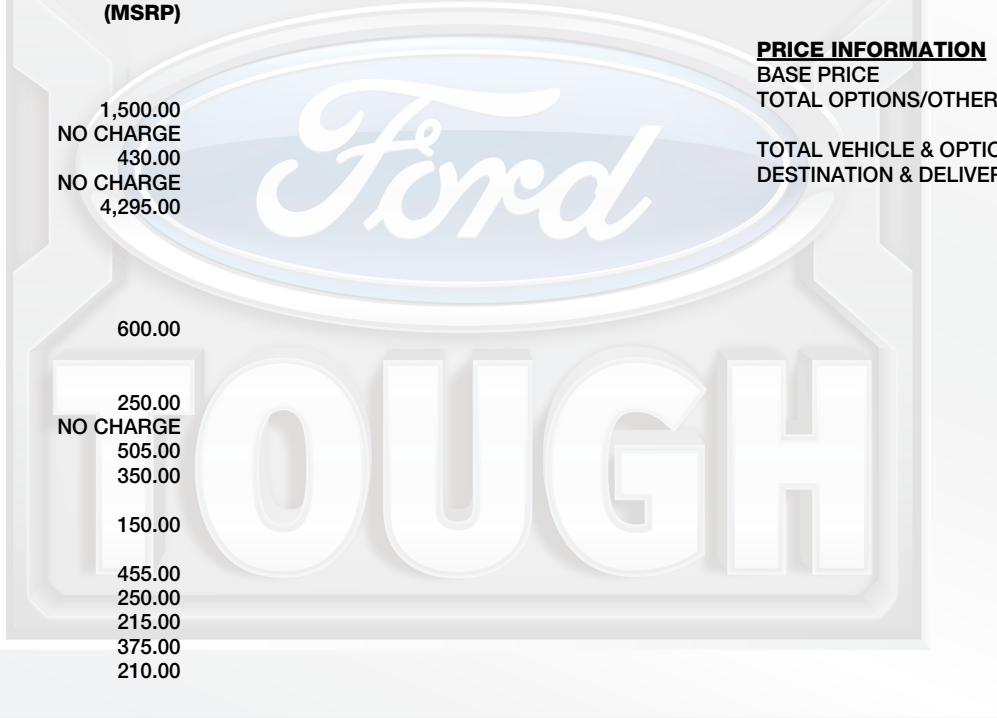 (MSRP)
1,500.00
NO CHARGE
430.00
NO CHARGE
4,295.00
600.00
250.00
NO CHARGE
505.00
350.00
150.00
455.00
250.00
215.00
375.00
210.00
PRICE INFORMATION
BASE PRICE
TOTAL OPTIONS/OTHER
TOTAL VEHICLE & OPTIO
DESTINATION & DELIVER
Ford
TOUGH